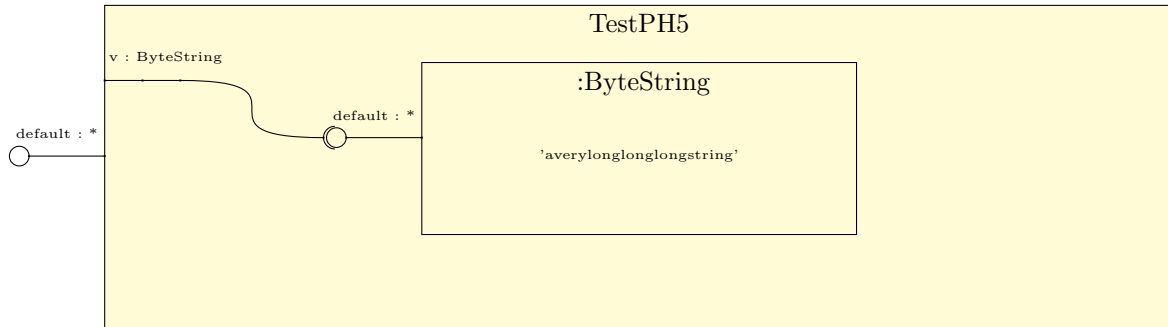 TestPH5
v : ByteString
:ByteString
default : *
default : *
'averylonglonglongstring'